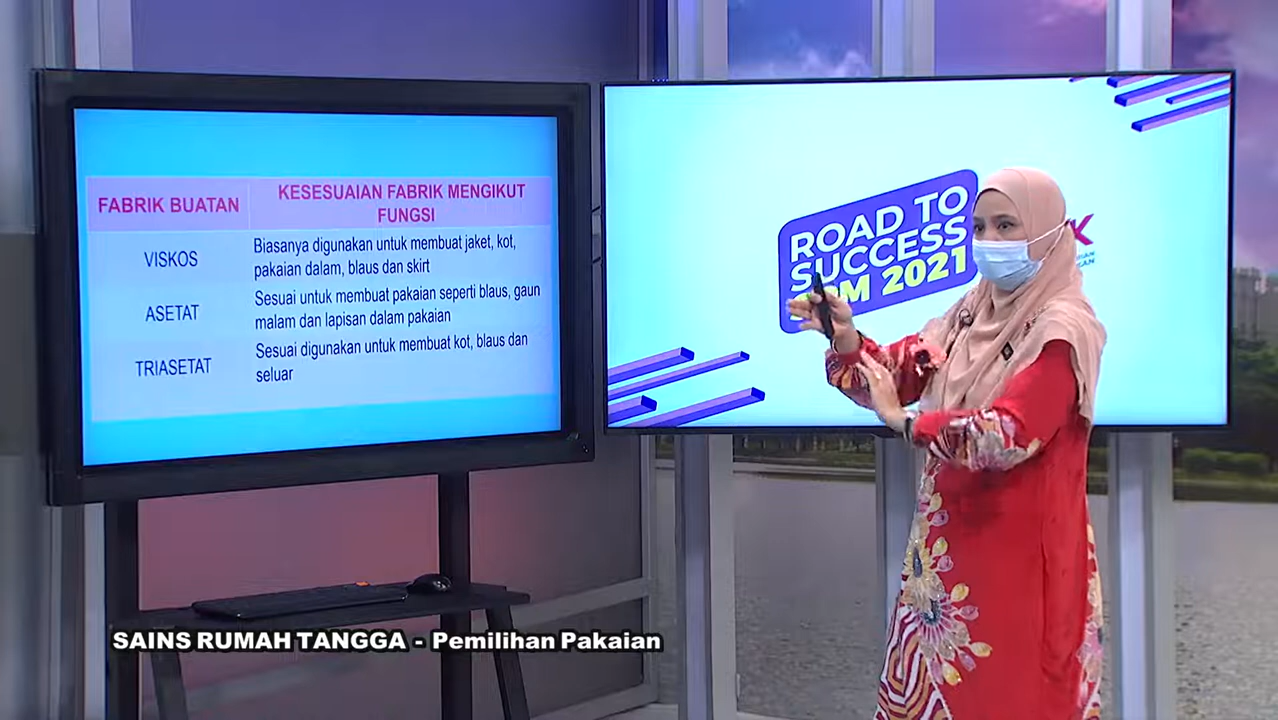 FABRIK BUATAN
KESESUAIAN FABRIK MENGIKUT
FUNGSI
VISKOS
Biasanya digunakan untuk membuat jaket, kot,
pakaian dalam, blaus dan skirt
ASETAT
Sesuai untuk membuat pakaian seperti blaus, gaun
malam dan lapisan dalam pakaian
TRIASETAT
Sesuai digunakan untuk membuat kot, blaus dan
seluar
ROAD TO
SUCCESS
SPM 2021
SAINS RUMAH TANGGA - Pemilihan Pakaian